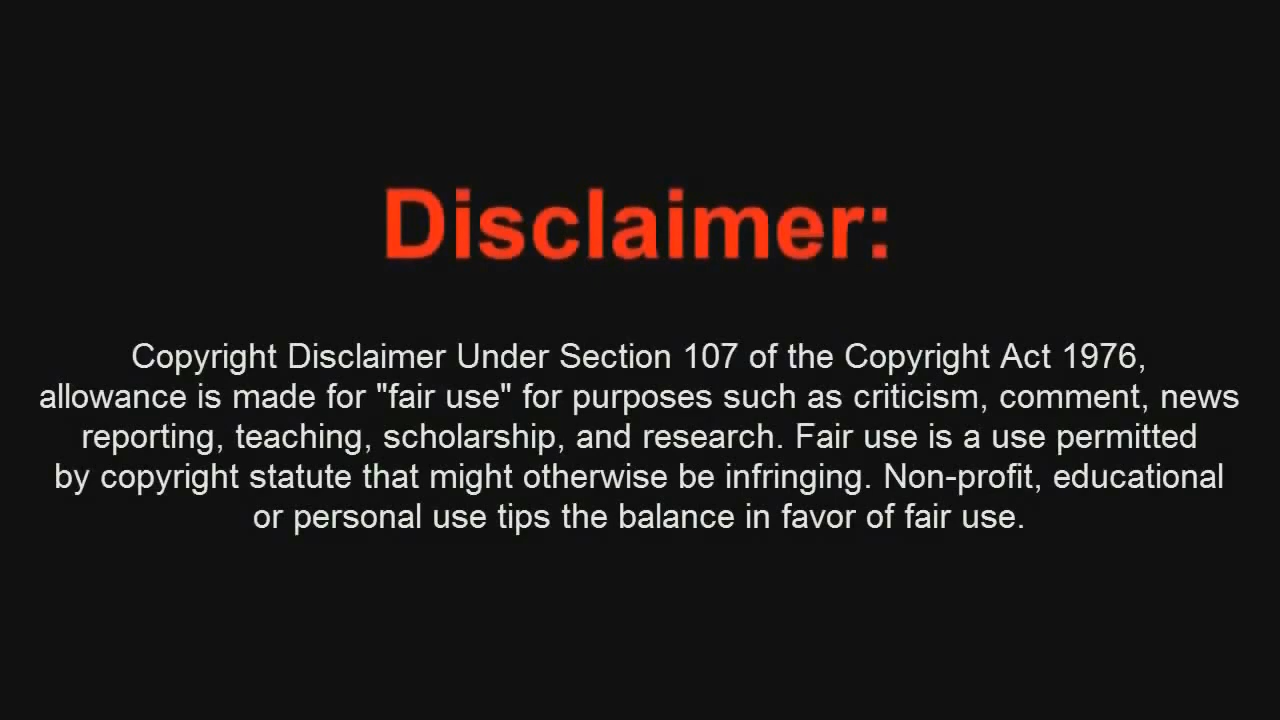 Disclaimer:
Copyright Disclaimer Under Section 107 of the Copyright Act 1976,
allowance is made for "fair use" for purposes such as criticism, comment, news
reporting, teaching, scholarship, and research. Fair use is a use permitted
by copyright statute that might otherwise be infringing. Non-profit, educational
or personal use tips the balance in favor of fair use.